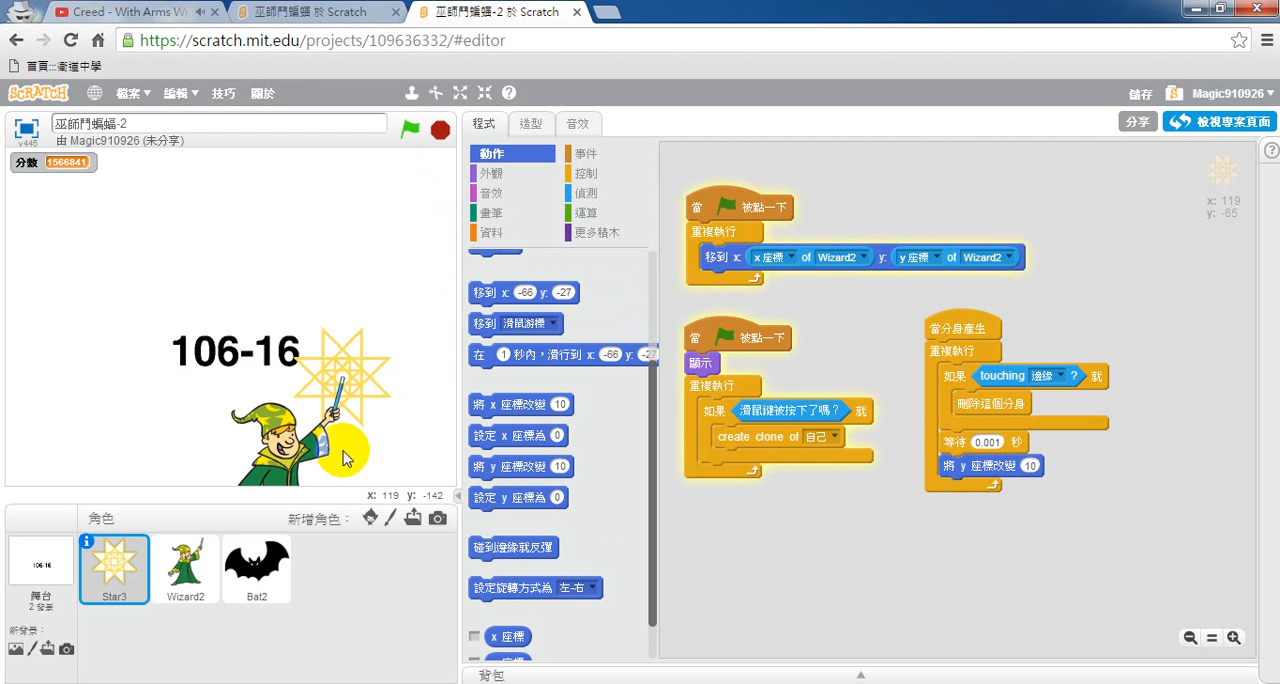 Creed - With Arms Wi
巫師鬥蝙蝠 於 Scratch
巫師鬥蝙蝠-2 於 Scratch
https://scratch.mit.edu/projects/109636332/#editor
首頁:::衛道中學
SCRATCH
檔案▼
編輯▼
技巧
關於
儲存
Magic910926▼
v446
巫師鬥蝙蝠-2
由 Magic910926 (未分享)
程式
造型
音效
分享
檢視專案頁面
分數 1566841
動作
事件
外觀
控制
音效
偵測
畫筆
運算
資料
更多積木
x: 119
y: -65
移到 x: -66 y: -27
移到 滑鼠游標
在 1 秒內，滑行到 x: -66 y: -27
將 x 座標改變 10
設定 x 座標為 0
將 y 座標改變 10
設定 y 座標為 0
碰到邊緣就反彈
設定旋轉方式為 左-右
x 座標
當 被點一下
重複執行
移到 x: x 座標 of Wizard2 y: y 座標 of Wizard2
當 被點一下
顯示
重複執行
如果 滑鼠鍵被按下了嗎？ 就
create clone of 自己
當分身產生
重複執行
如果 touching 邊緣 ? 就
刪除這個分身
等待 0.001 秒
將 y 座標改變 10
106-16
x: 119 y: -142
角色
新增角色：
106-16
舞台
2 背景
新背景：
Star3
Wizard2
Bat2
背包